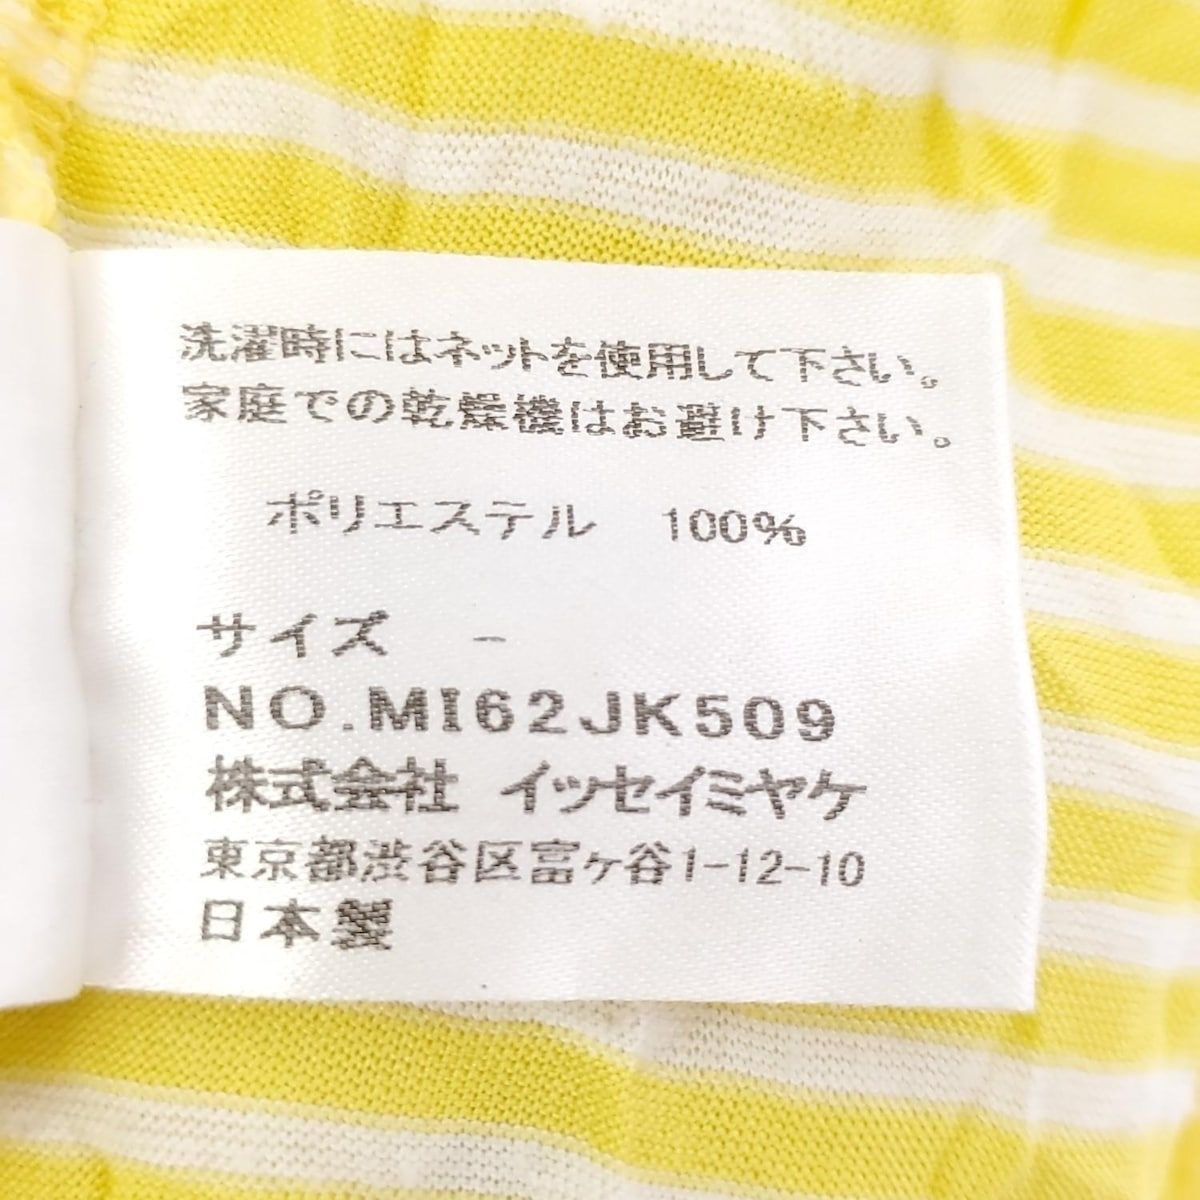 洗濯時にはネットを使用して下さい。
家庭での乾燥機はお避け下さい。
ポリエステル 100%
サイズ -
NO.MI62JK509
株式会社 イッセイミヤケ
東京都渋谷区富ヶ谷1-12-10
日本製